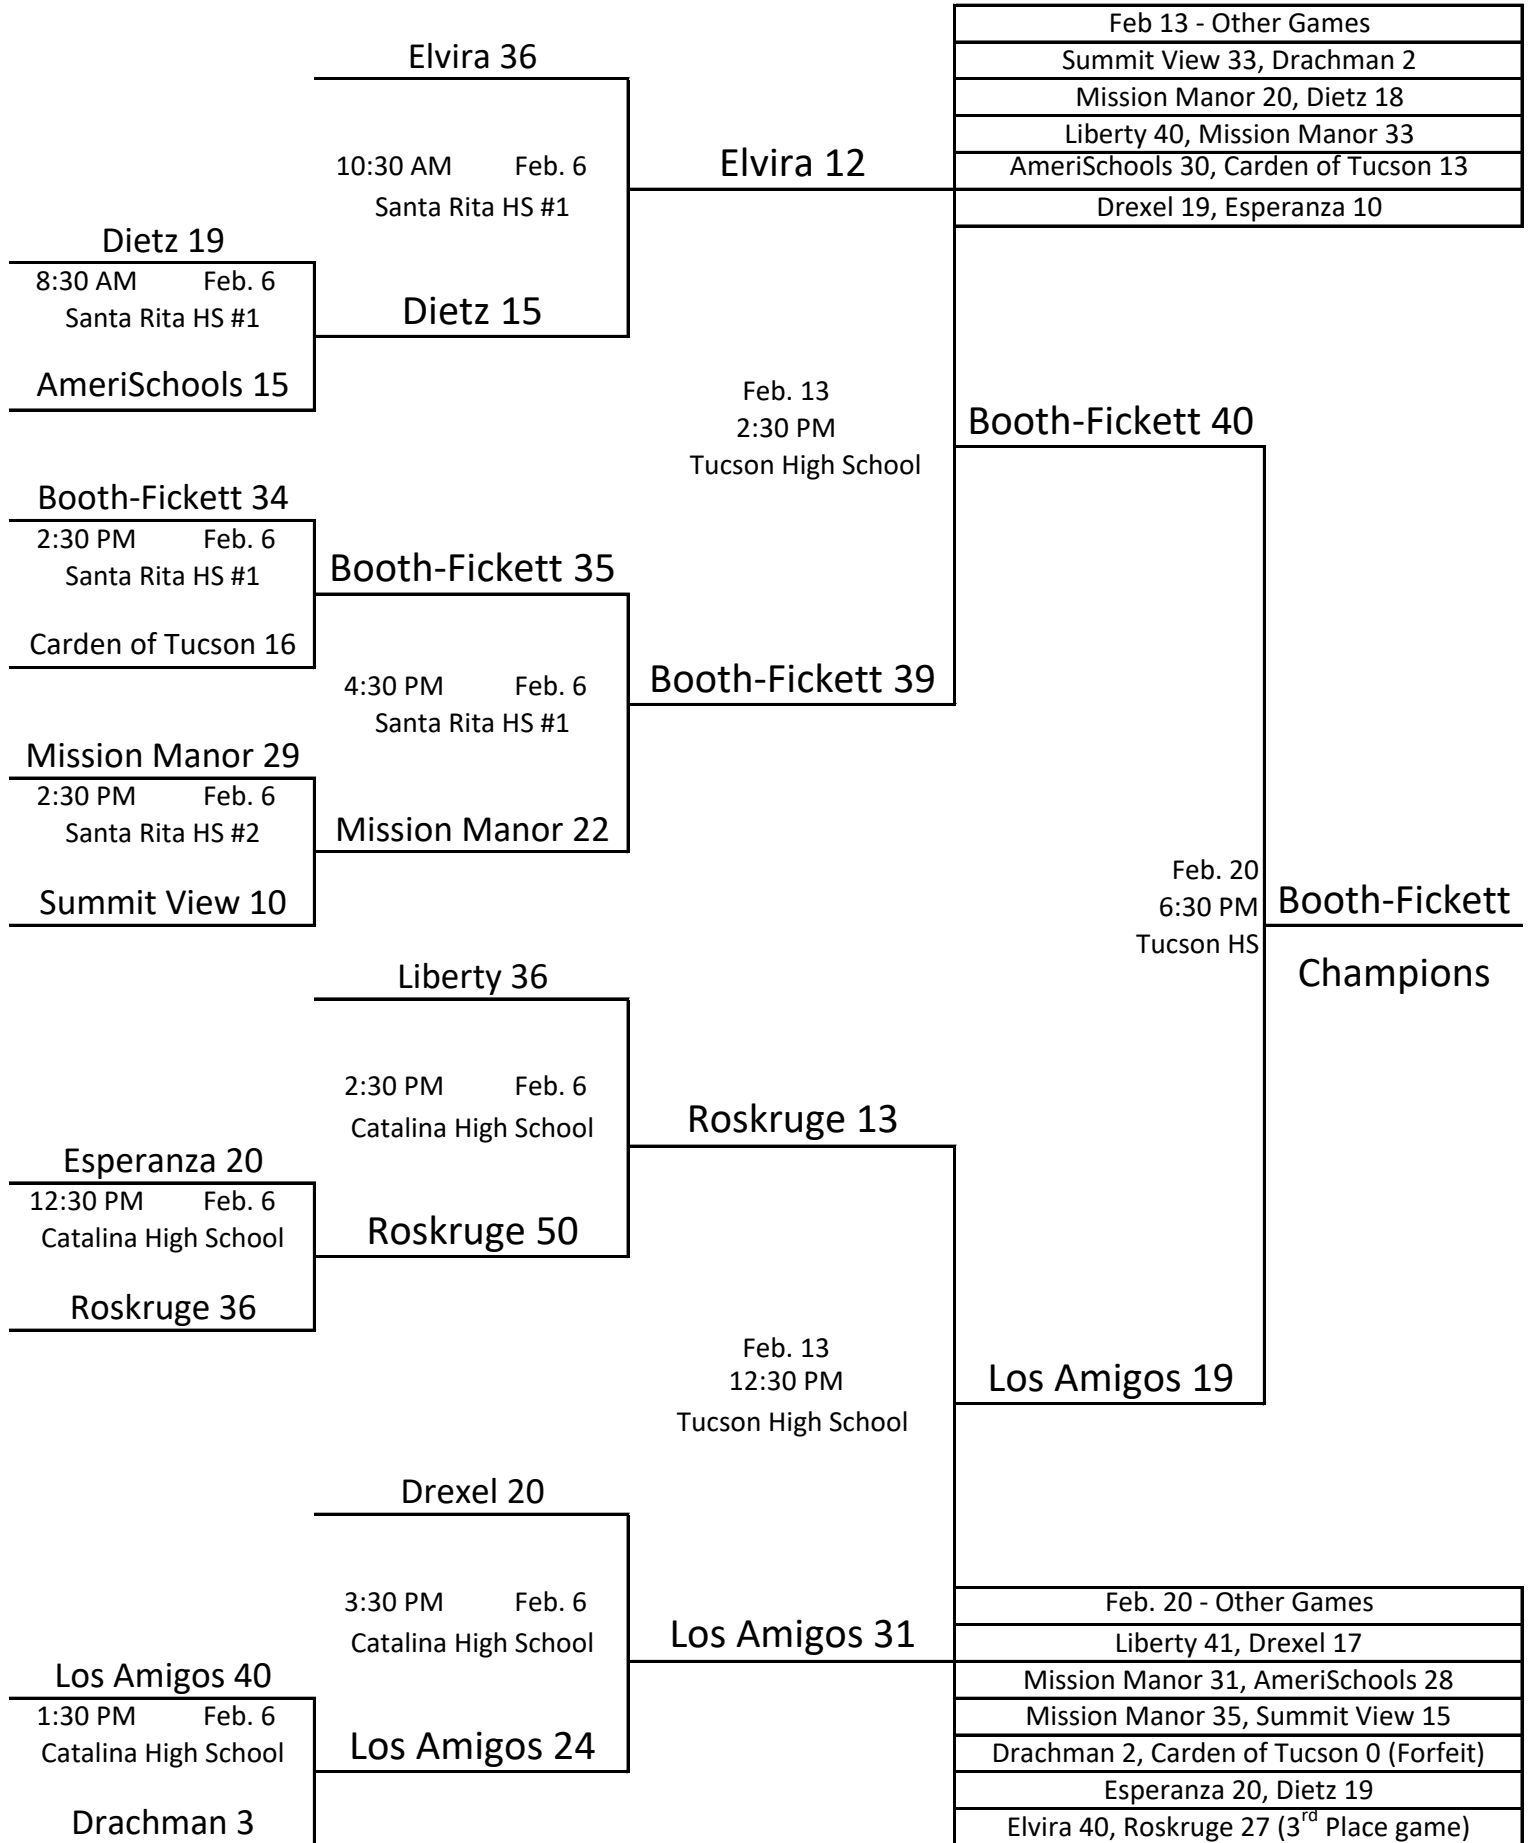 Feb 13 - Other Games
Summit View 33, Drachman 2
Mission Manor 20, Dietz 18
Liberty 40, Mission Manor 33
AmeriSchools 30, Carden of Tucson 13
Drexel 19, Esperanza 10
Elvira 36
10:30 AM Feb. 6
Santa Rita HS #1
Elvira 12
Dietz 19
8:30 AM Feb. 6
Santa Rita HS #1
AmeriSchools 15
Dietz 15
Feb. 13
2:30 PM
Tucson High School
Booth-Fickett 40
Booth-Fickett 34
2:30 PM Feb. 6
Santa Rita HS #1
Carden of Tucson 16
Booth-Fickett 35
4:30 PM Feb. 6
Santa Rita HS #1
Booth-Fickett 39
Mission Manor 29
2:30 PM Feb. 6
Santa Rita HS #2
Summit View 10
Mission Manor 22
Feb. 20
6:30 PM
Tucson HS
Booth-Fickett
Champions
Liberty 36
2:30 PM Feb. 6
Catalina High School
Roskruge 13
Esperanza 20
12:30 PM Feb. 6
Catalina High School
Roskruge 36
Roskruge 50
Feb. 13
12:30 PM
Tucson High School
Los Amigos 19
Drexel 20
3:30 PM Feb. 6
Catalina High School
Los Amigos 31
Los Amigos 40
1:30 PM Feb. 6
Catalina High School
Drachman 3
Los Amigos 24
Feb. 20 - Other Games
Liberty 41, Drexel 17
Mission Manor 31, AmeriSchools 28
Mission Manor 35, Summit View 15
Drachman 2, Carden of Tucson 0 (Forfeit)
Esperanza 20, Dietz 19
Elvira 40, Roskruge 27 (3rd Place game)